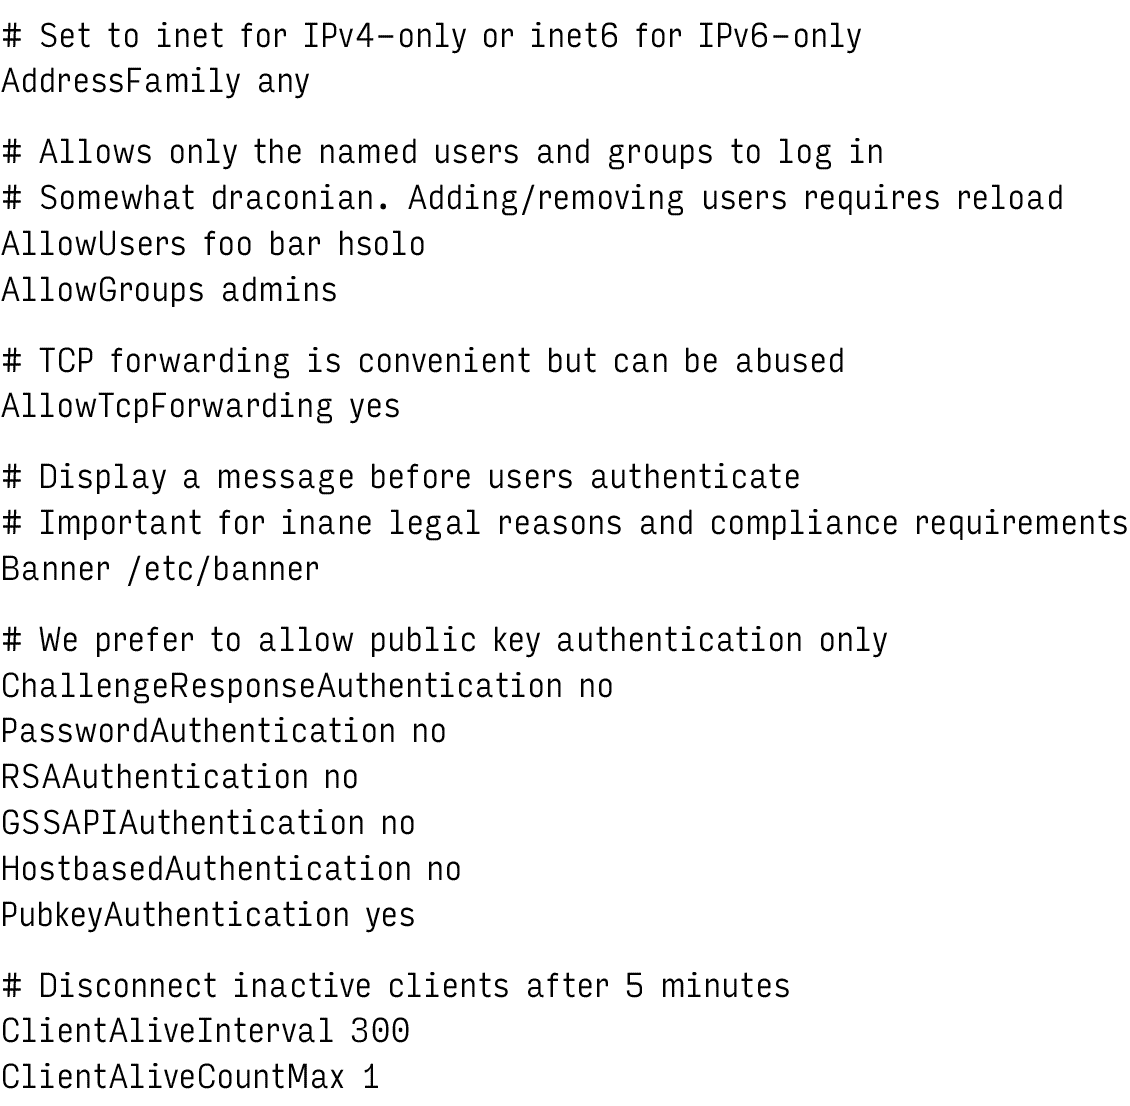 # Set to inet for IPv4-only or inet6 for IPv6-only
AddressFamily any
# Allows only the named users and groups to log in
# Somewhat draconian. Adding/removing users requires reload
AllowUsers foo bar hsolo
AllowGroups admins
# TCP forwarding is convenient but can be abused
AllowTcpForwarding yes
# Display a message before users authenticate
# Important for inane legal reasons and compliance requirements
Banner /etc/banner
# We prefer to allow public key authentication only
ChallengeResponseAuthentication no
PasswordAuthentication no
RSAAuthentication no
GSSAPIAuthentication no
HostbasedAuthentication no
PubkeyAuthentication yes
# Disconnect inactive clients after 5 minutes
ClientAliveInterval 300
ClientAliveCountMax 1